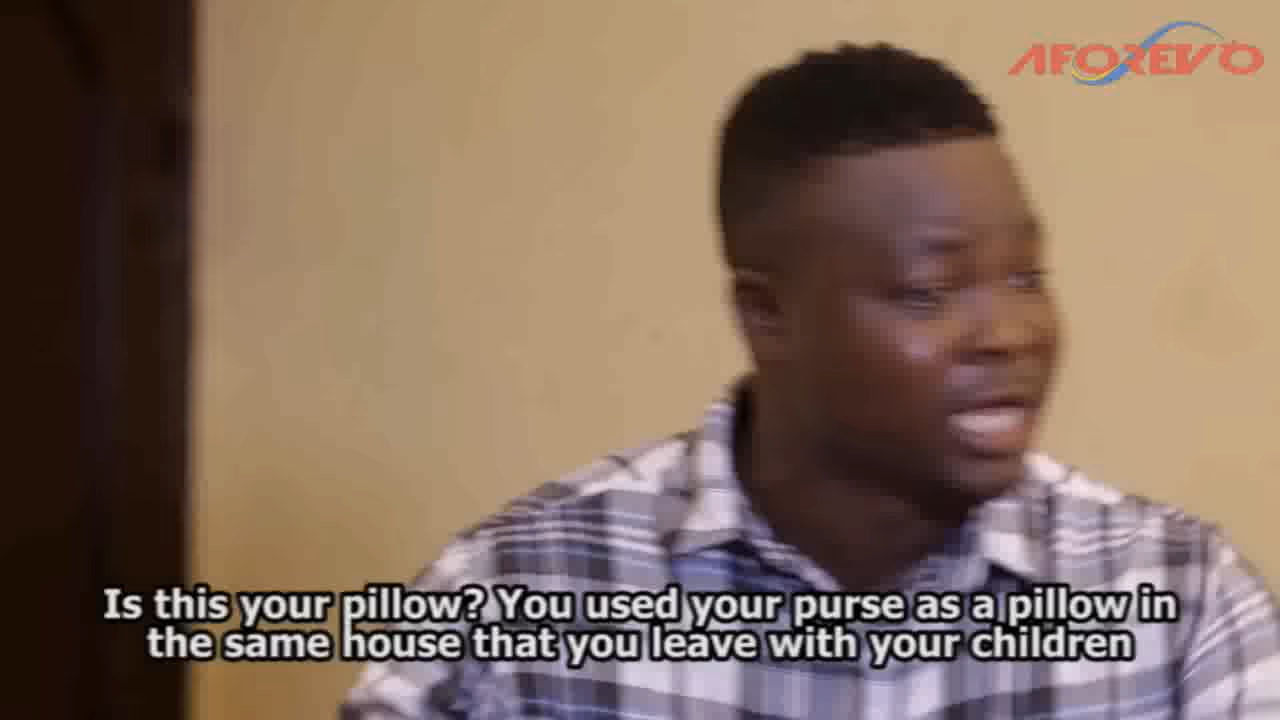 AFOREVO
Is this your pillow? You used your purse as a pillow in
the same house that you leave with your children